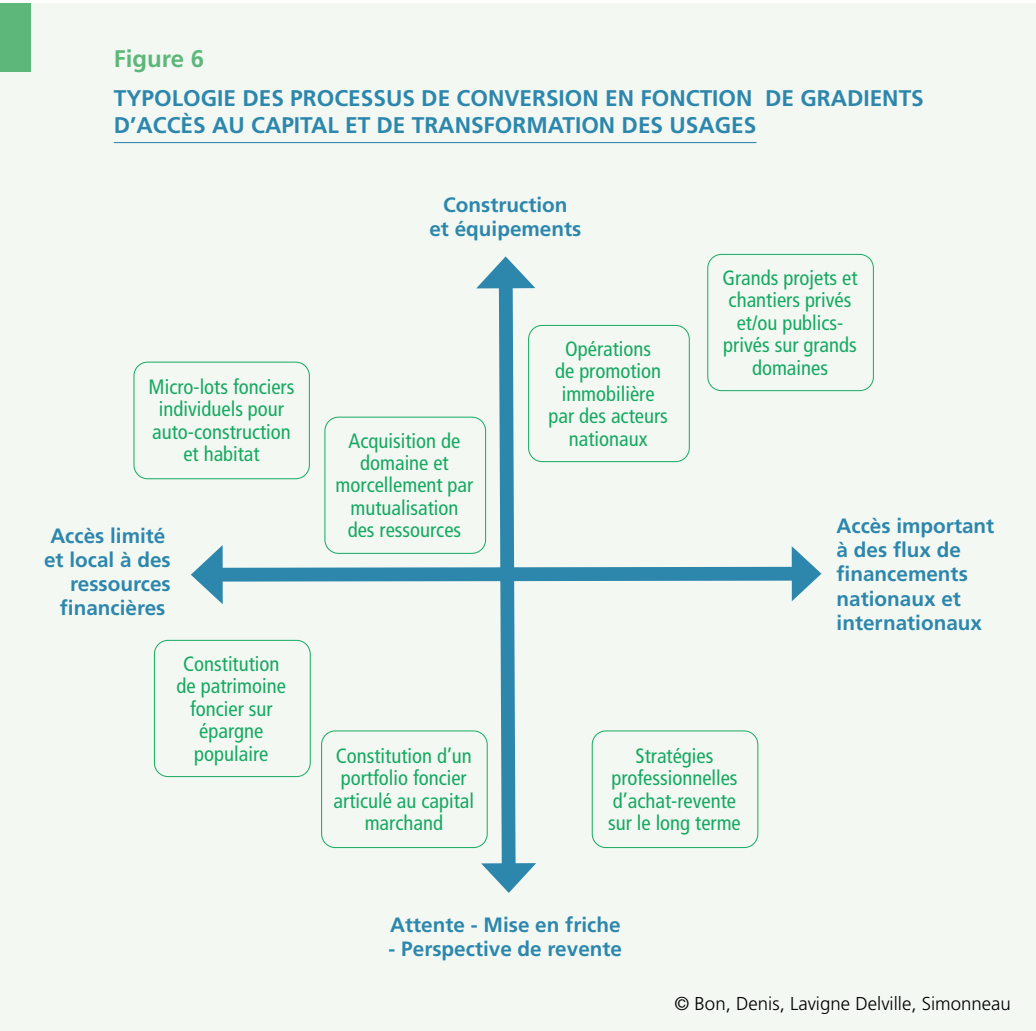 Figure 6
TYPOLOGIE DES PROCESSUS DE CONVERSION EN FONCTION DE GRADIENTS
D'ACCÈS AU CAPITAL ET DE TRANSFORMATION DES USAGES
Construction
et équipements
Grands projets et
chantiers privés
et/ou publics-
privés sur grands
domaines
Opérations
de promotion
immobilière
par des acteurs
nationaux
Micro-lots fonciers
individuels pour
auto-construction
et habitat
Acquisition de
domaine et
morcellement par
mutualisation
des ressources
Accès limité
et local à des
ressources
financières
Accès important
à des flux de
financements
nationaux et
internationaux
Constitution
de patrimoine
foncier sur
épargne
populaire
Constitution d'un
portfolio foncier
articulé au capital
marchand
Stratégies
professionnelles
d'achat-revente
sur le long terme
Attente - Mise en friche
- Perspective de revente
© Bon, Denis, Lavigne Delville, Simonneau